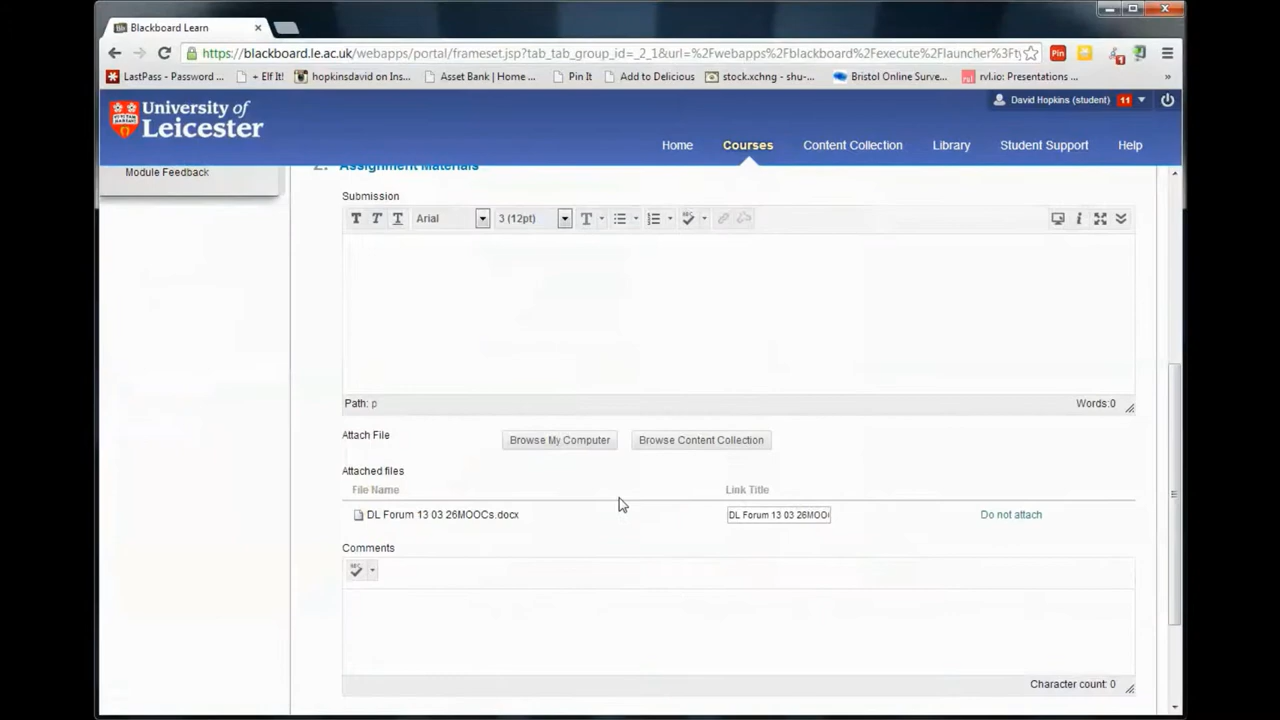 Blackboard Learn
https://blackboard.le.ac.uk/webapps/portal/frameset.jsp?tab_tab_group_id=_2_1&url=%2Fwebapps%2Fblackboard%2Fexecute%2Flauncher%3Fty
LastPass - Password ... + Elf It! hopkinsdavid on Ins... Asset Bank | Home ... Pin It Add to Delicious stock.xchng - shu-... Bristol Online Surve... rvl.io: Presentations ... »
University of
Leicester
David Hopkins (student) 11
Home Courses Content Collection Library Student Support Help
Module Feedback
2. Assignment Materials
Submission
T T T Arial 3 (12pt) T
Path: p Words:0
Attach File Browse My Computer Browse Content Collection
Attached files
File Name Link Title
DL Forum 13 03 26MOOCs.docx DL Forum 13 03 26MOO Do not attach
Comments
Character count: 0